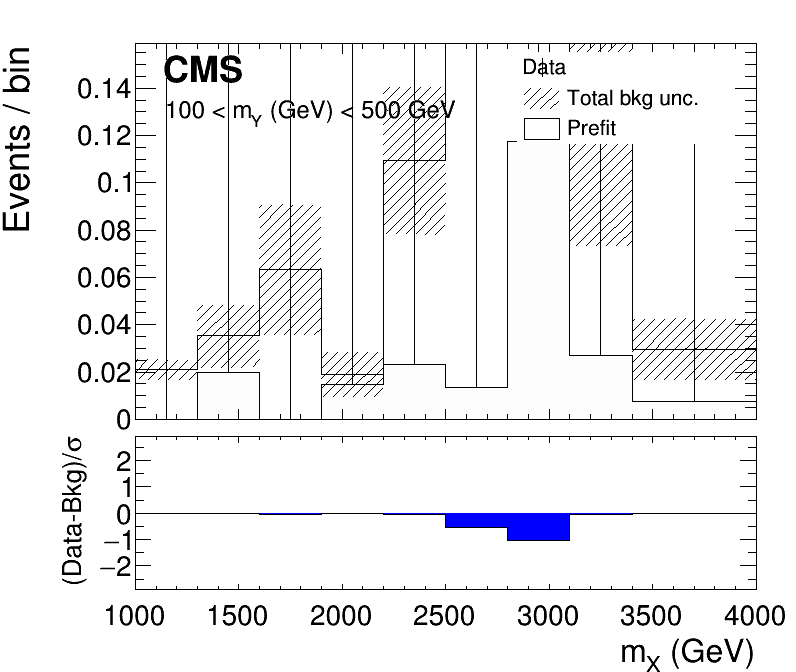 CMS
Data
100 < mY (GeV) < 500 GeV
Total bkg unc.
Prefit
Events / bin
0.14
0.12
0.1
0.08
0.06
0.04
0.02
0
(Data-Bkg)/σ
2
1
0
−1
−2
1000 1500 2000 2500 3000 3500 4000
mX (GeV)